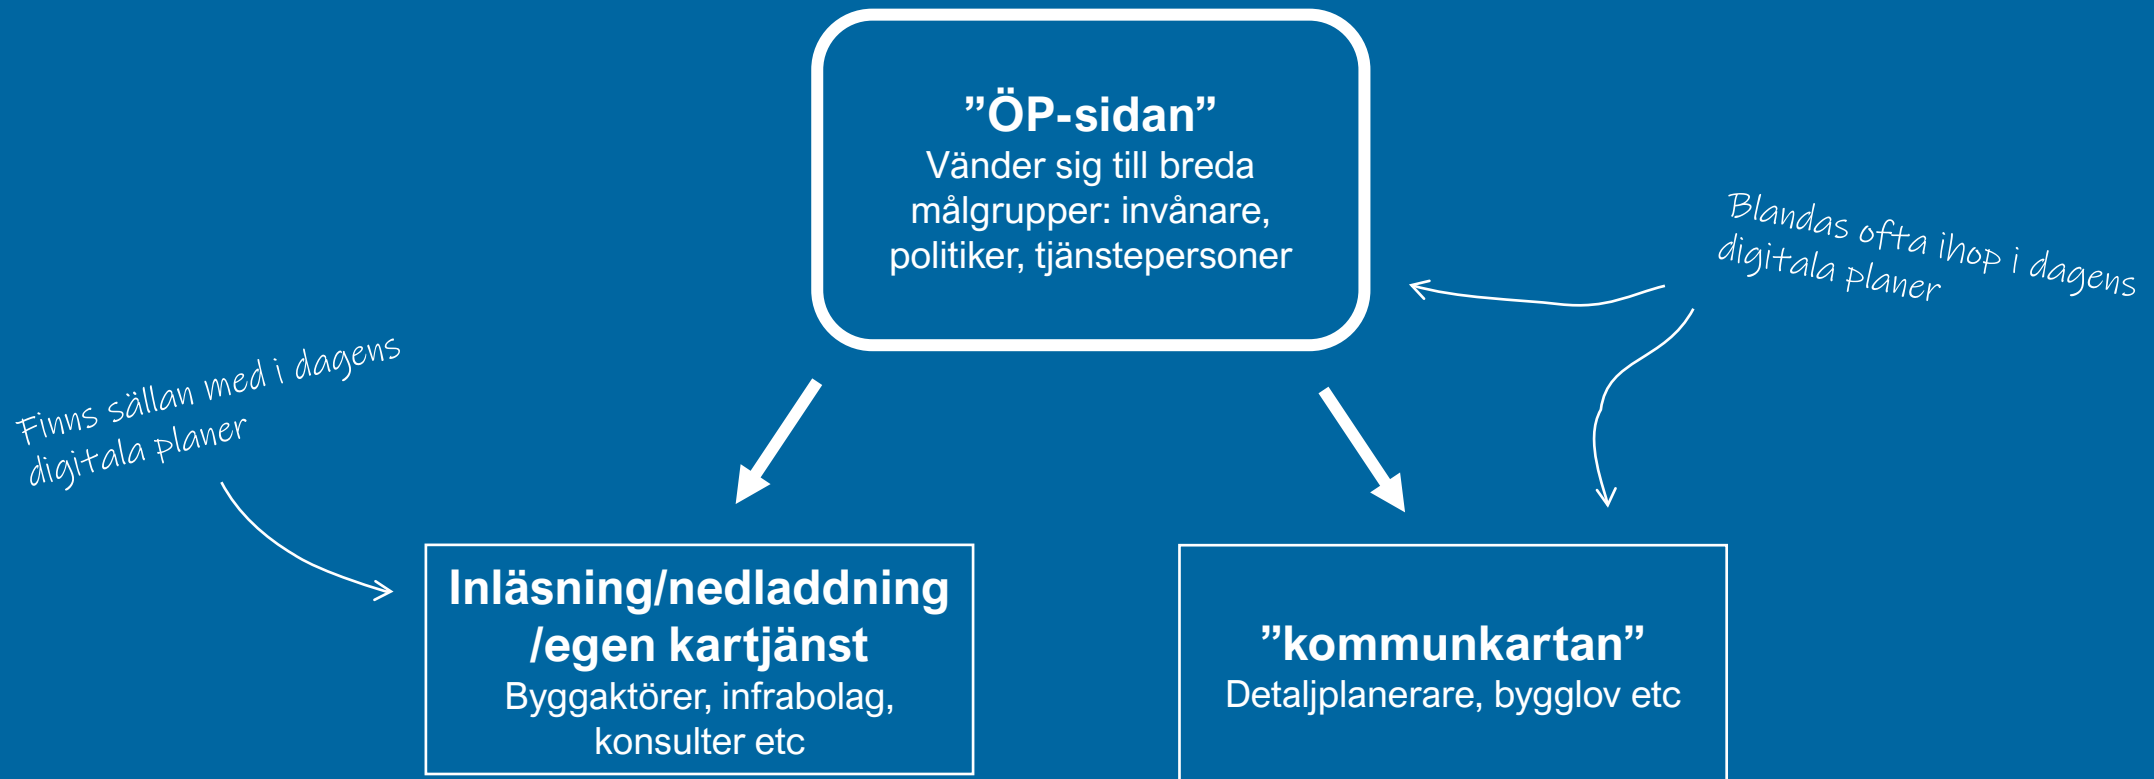 ”ÖP-sidan”
Vänder sig till breda
målgrupper: invånare,
politiker, tjänstepersoner
Blandas ofta ihop i dagens
digitala planer
Finns sällan med i dagens
digitala planer
Inläsning/nedladdning
/egen kartjänst
Byggaktörer, infrabolag,
konsulter etc
”kommunkartan”
Detaljplanerare, bygglov etc